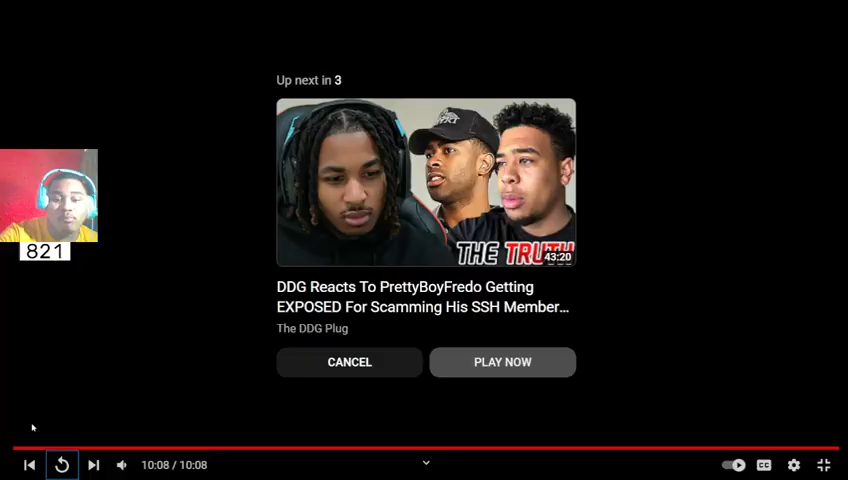 Up next in 3
THE TRUTH
43:20
DDG Reacts To PrettyBoyFredo Getting
EXPOSED For Scamming His SSH Member...
The DDG Plug
CANCEL
PLAY NOW
821
10:08 / 10:08
CC